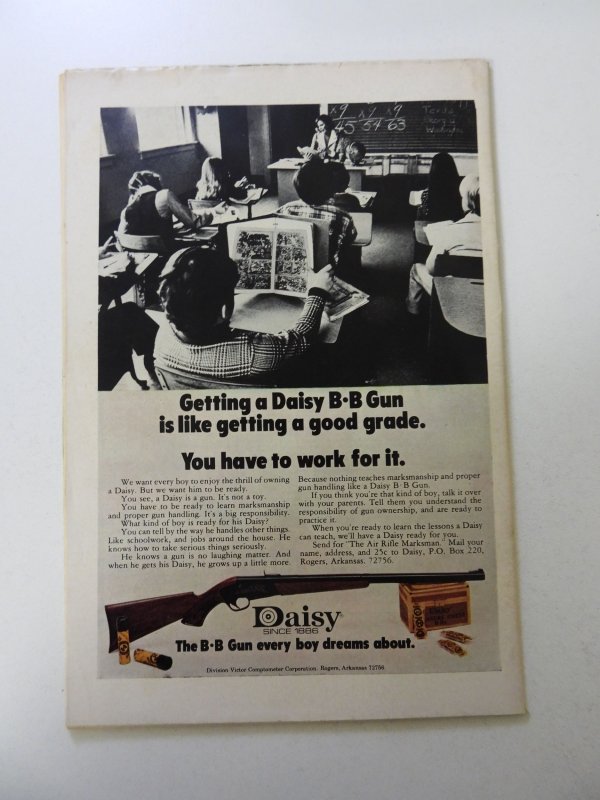 ×9 ×9 ×9
45 54 63
Getting a Daisy B•B Gun
is like getting a good grade.
You have to work for it.
We want every boy to enjoy the thrill of owning
a Daisy. But we want him to be ready.
You see, a Daisy is a gun. It's not a toy.
You have to be ready to learn marksmanship
and proper gun handling. It's a big responsibility.
What kind of boy is ready for his Daisy?
You can tell by the way he handles other things.
Like schoolwork, and jobs around the house. He
knows how to take serious things seriously.
He knows a gun is no laughing matter. And
when he gets his Daisy, he grows up a little more.
Because nothing teaches marksmanship and proper
gun handling like a Daisy B·B Gun.
If you think you're that kind of boy, talk it over
with your parents. Tell them you understand the
responsibility of gun ownership, and are ready to
practice it.
When you're ready to learn the lessons a Daisy
can teach, we'll have a Daisy ready for you.
Send for "The Air Rifle Marksman." Mail your
name, address, and 25¢ to Daisy, P.O. Box 220,
Rogers, Arkansas. 72756.
Daisy®
SINCE 1886
The B•B Gun every boy dreams about.
Division Victor Comptometer Corporation. Rogers, Arkansas 72756